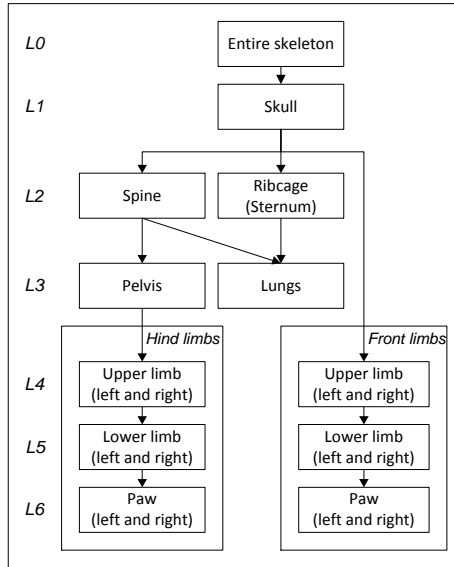 L0
Entire skeleton
L1
Skull
L2
Spine
Ribcage
(Sternum)
L3
Pelvis
Lungs
Hind limbs
Front limbs
L4
Upper limb
(left and right)
Upper limb
(left and right)
L5
Lower limb
(left and right)
Lower limb
(left and right)
L6
Paw
(left and right)
Paw
(left and right)